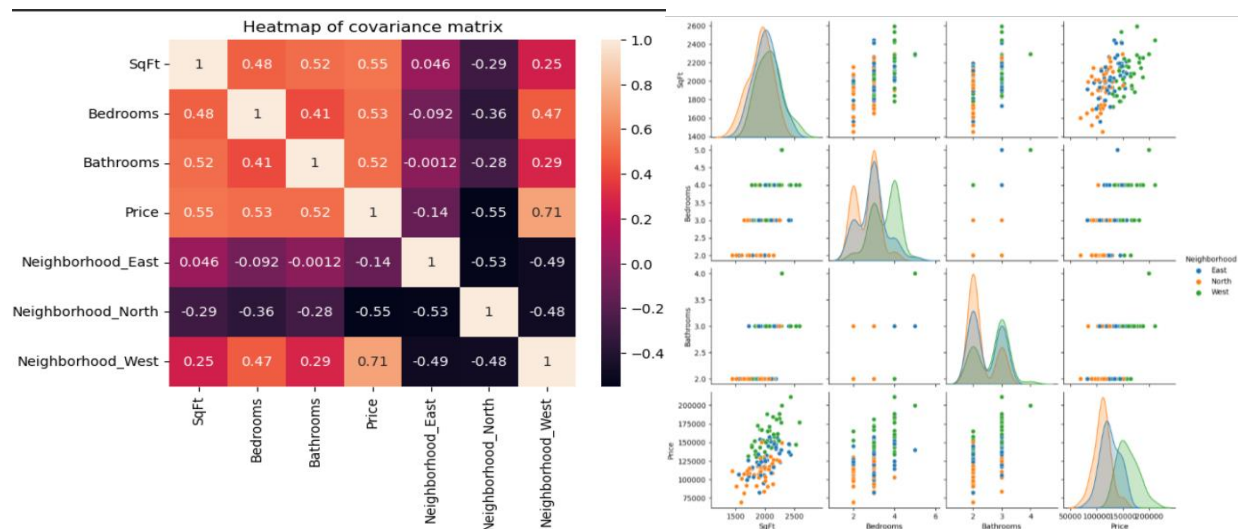 Heatmap of covariance matrix
SqFt 1 0.48 0.52 0.55 0.046 -0.29 0.25
Bedrooms 0.48 1 0.41 0.53 -0.092 -0.36 0.47
Bathrooms 0.52 0.41 1 0.52 -0.0012 -0.28 0.29
Price 0.55 0.53 0.52 1 -0.14 -0.55 0.71
Neighborhood_East 0.046 -0.092 -0.0012 -0.14 1 -0.53 -0.49
Neighborhood_North -0.29 -0.36 -0.28 -0.55 -0.53 1 -0.48
Neighborhood_West 0.25 0.47 0.29 0.71 -0.49 -0.48 1
SqFt Bedrooms Bathrooms Price Neighborhood_East Neighborhood_North Neighborhood_West
1.0
0.8
0.6
0.4
0.2
0.0
-0.2
-0.4
SqFt
2600
2400
2200
2000
1800
1600
1400
Bedrooms
5.0
4.5
4.0
3.5
3.0
2.5
2.0
Bathrooms
4.0
3.5
3.0
2.5
2.0
Price
200000
175000
150000
125000
100000
75000
1500 2000 2500
SqFt
2 4 6
Bedrooms
2 3 4
Bathrooms
50000 100000 150000 200000
Price
Neighborhood
East
North
West